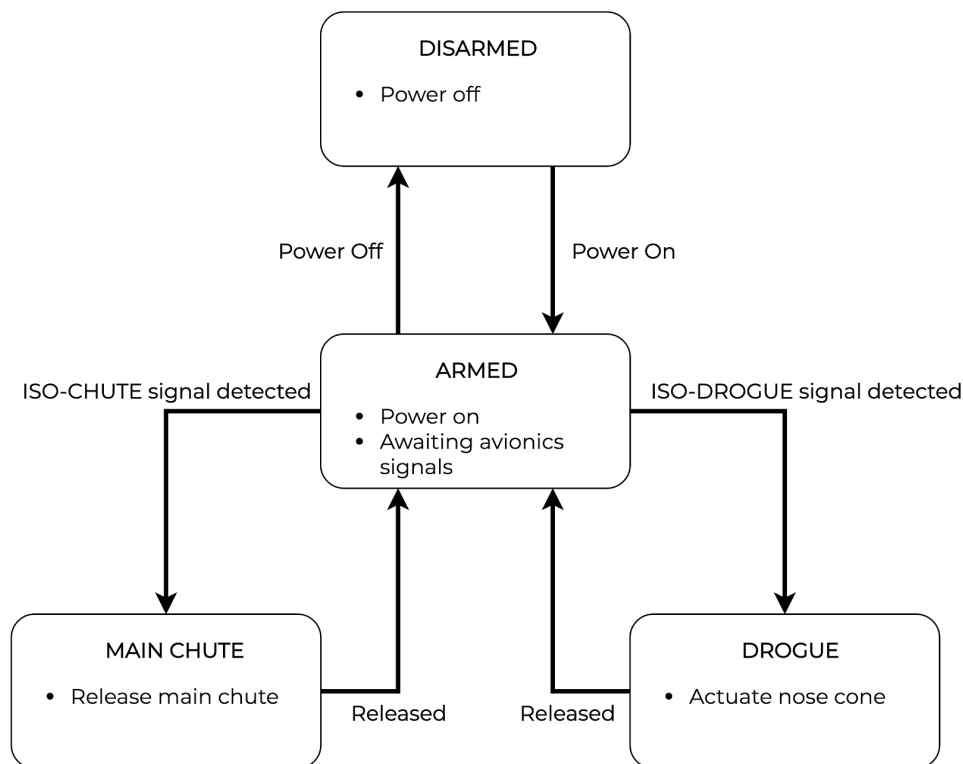 DISARMED
• Power off
Power Off
Power On
ARMED
• Power on
• Awaiting avionics
signals
ISO-CHUTE signal detected
ISO-DROGUE signal detected
MAIN CHUTE
• Release main chute
Released
Released
DROGUE
• Actuate nose cone